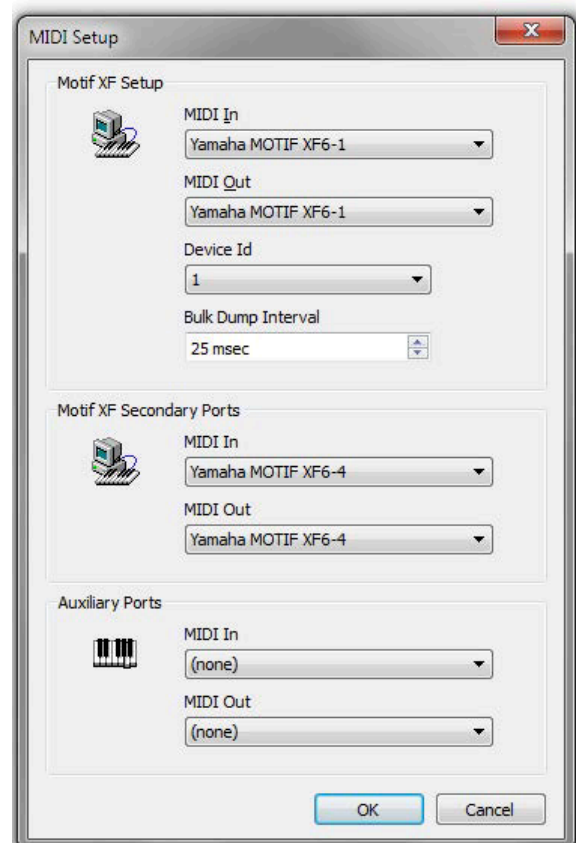 MIDI Setup
Motif XF Setup
MIDI In
Yamaha MOTIF XF6-1
MIDI Out
Yamaha MOTIF XF6-1
Device Id
1
Bulk Dump Interval
25 msec
Motif XF Secondary Ports
MIDI In
Yamaha MOTIF XF6-4
MIDI Out
Yamaha MOTIF XF6-4
Auxiliary Ports
MIDI In
(none)
MIDI Out
(none)
OK Cancel